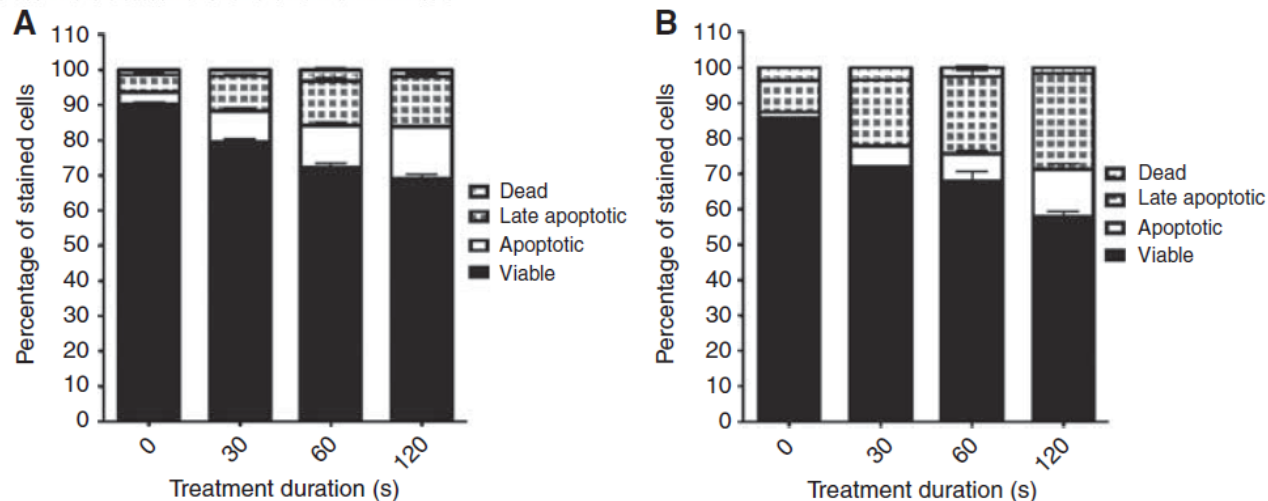 A
Percentage of stained cells
110
100
90
80
70
60
50
40
30
20
10
0
0
30
60
120
Treatment duration (s)
Dead
Late apoptotic
Apoptotic
Viable
B
Percentage of stained cells
110
100
90
80
70
60
50
40
30
20
10
0
0
30
60
120
Treatment duration (s)
Dead
Late apoptotic
Apoptotic
Viable